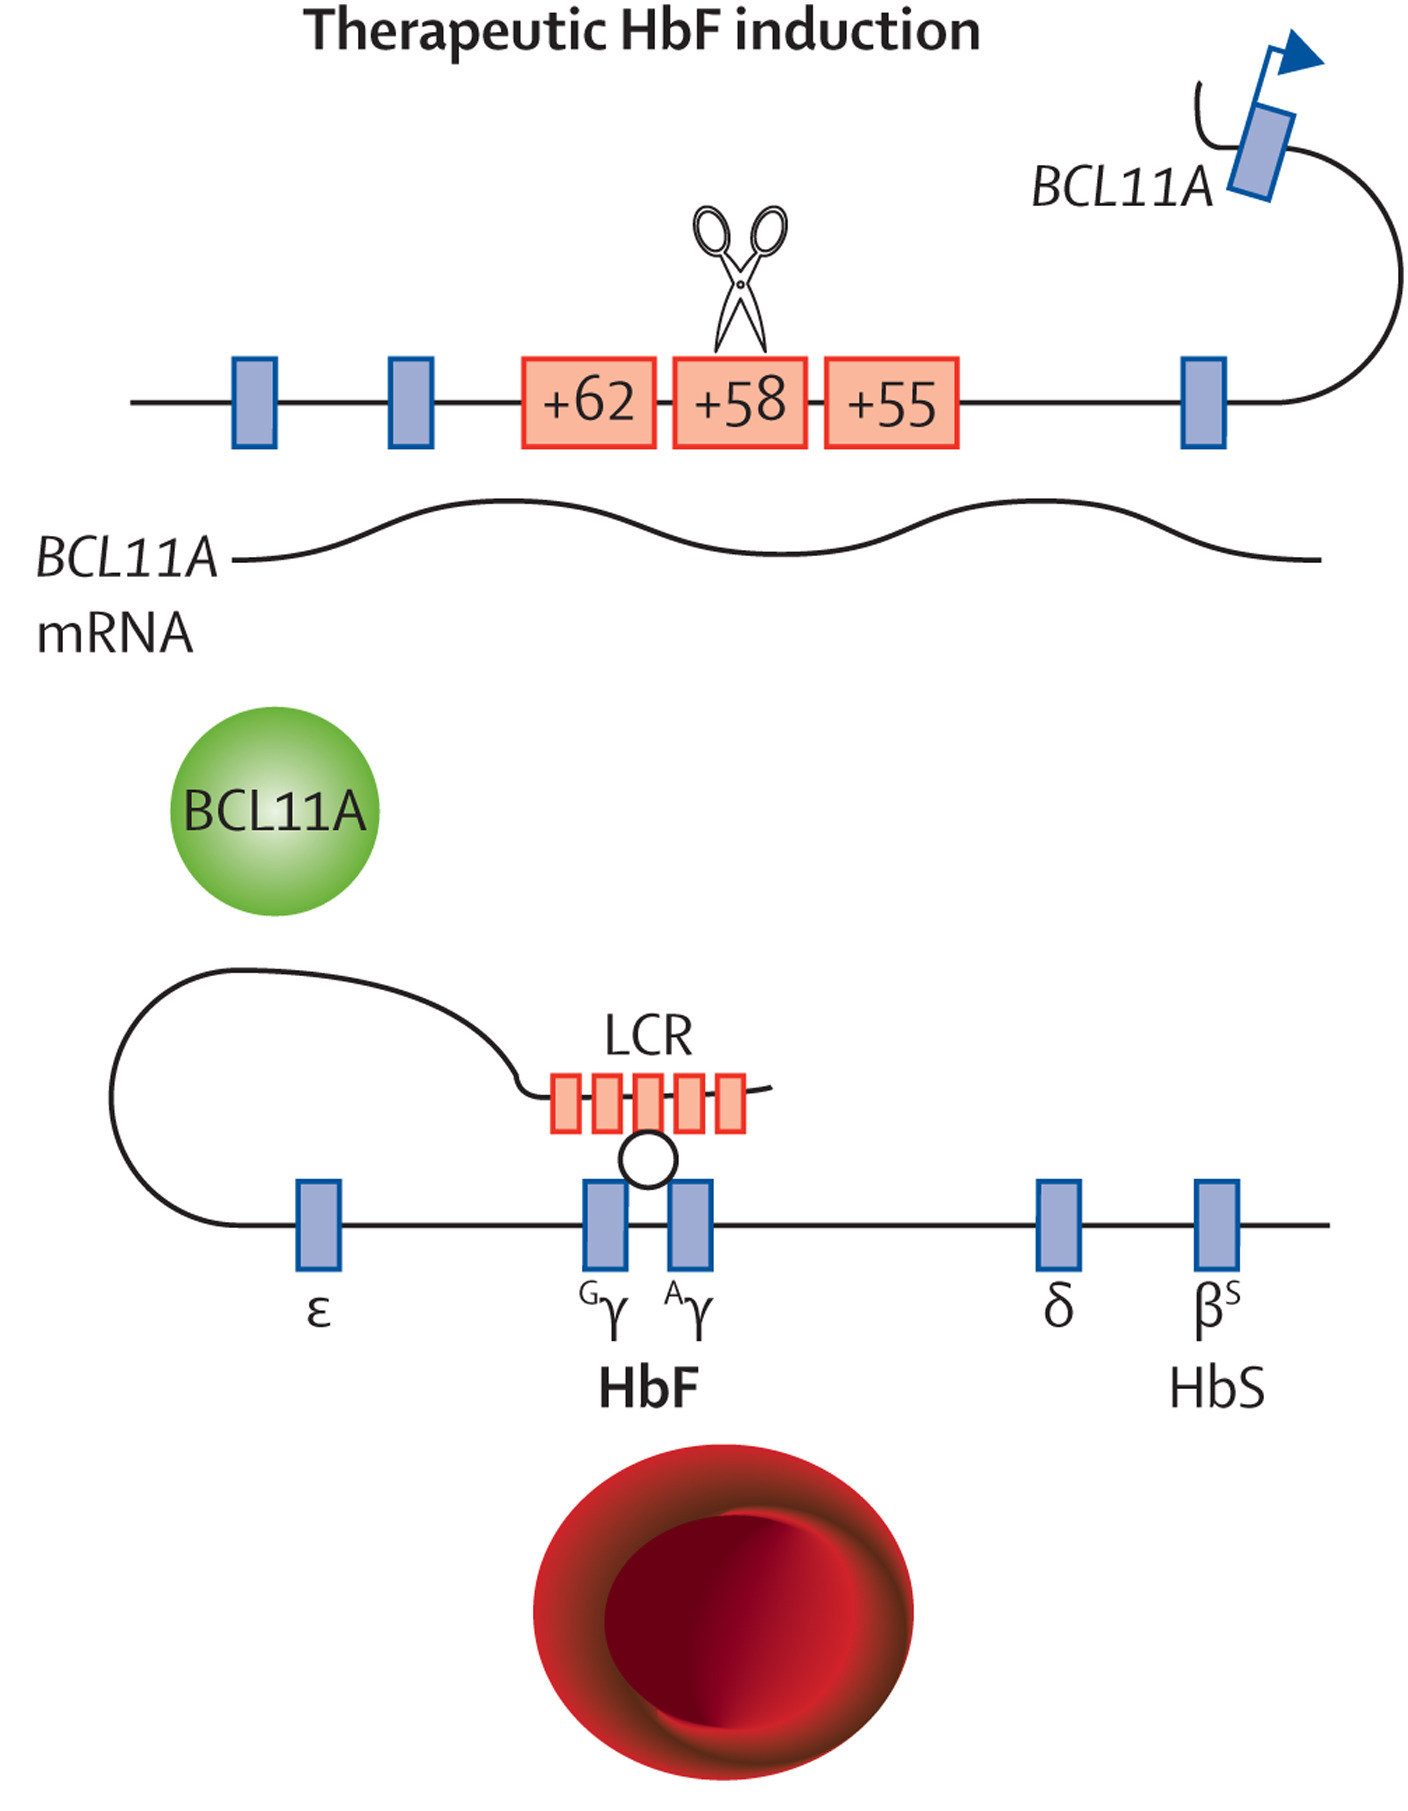 Therapeutic HbF induction
BCL11A
+62 +58 +55
BCL11A
mRNA
BCL11A
LCR
ε Gγ Aγ δ βS
HbF HbS